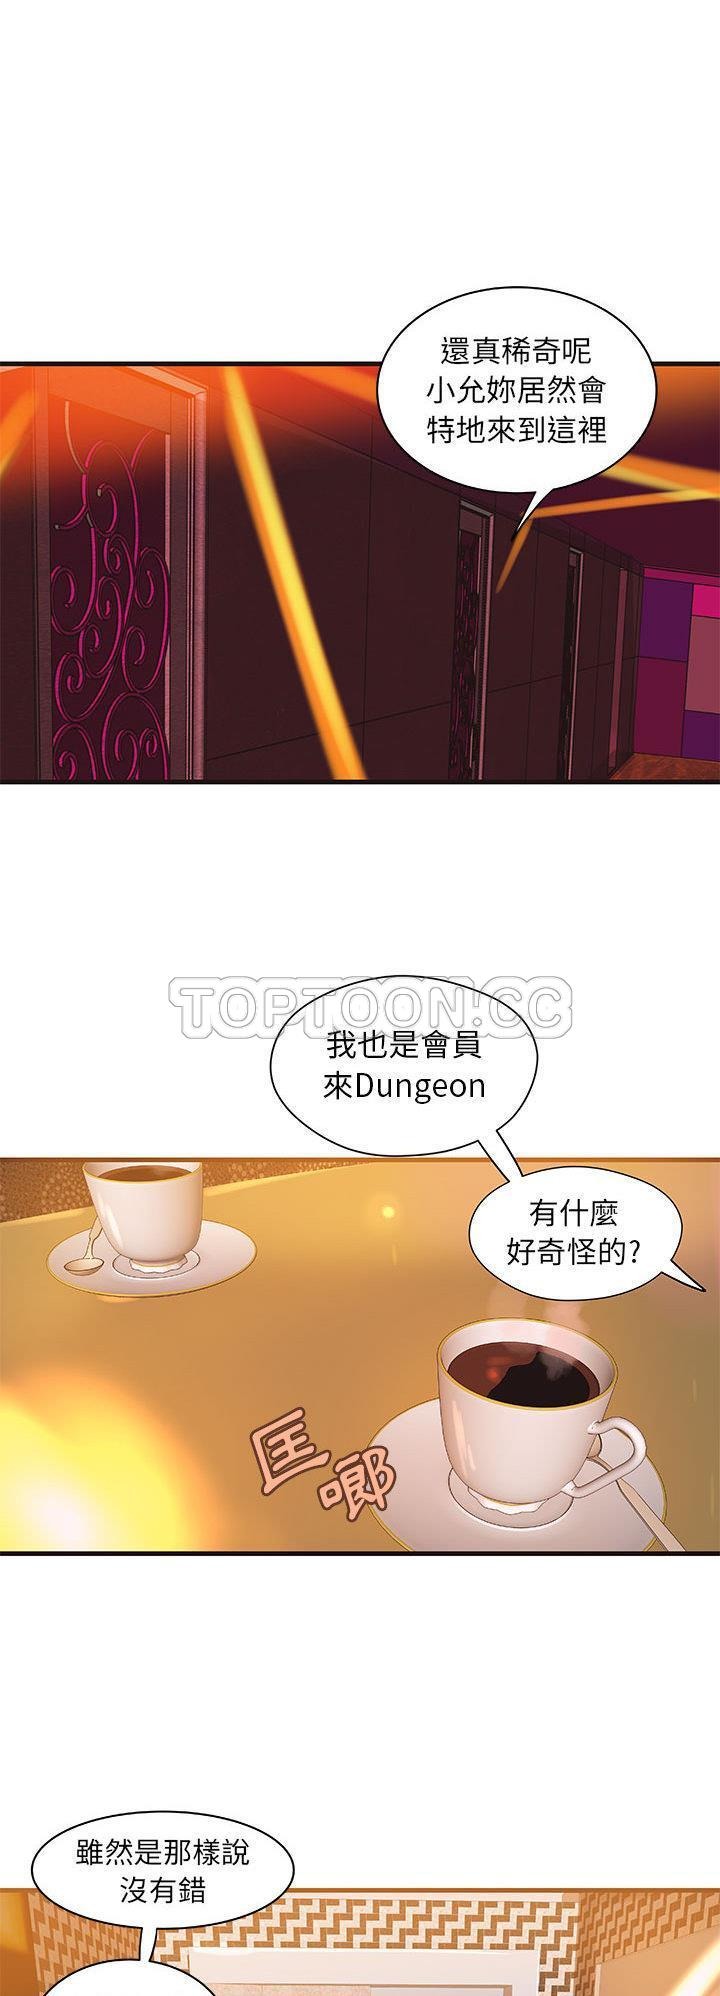 還真稀奇呢
小允妳居然會
特地來到這裡
TOPTOON.CC
我也是會員
來Dungeon
有什麼
好奇怪的?
匡
啷
雖然是那樣說
沒有錯